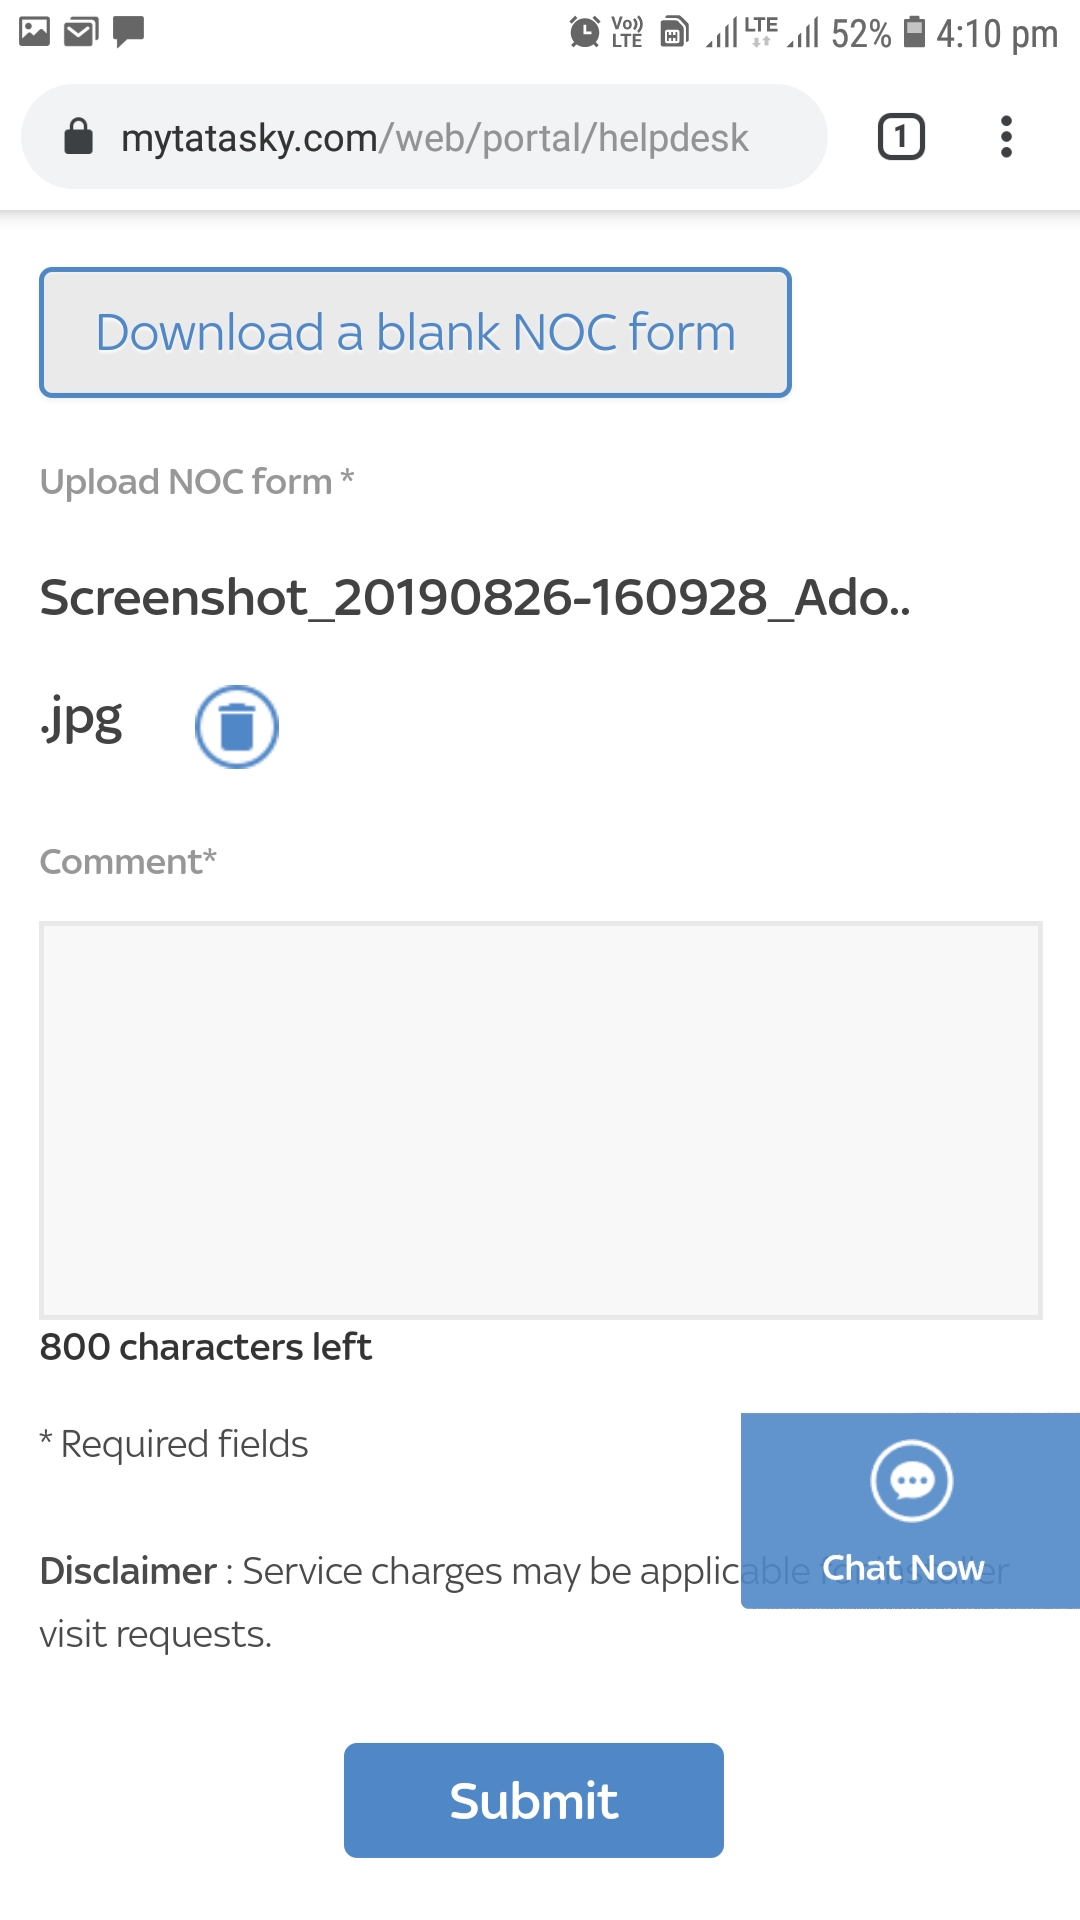 Vo)) LTE LTE 52% 4:10 pm
mytatasky.com/web/portal/helpdesk 1
Download a blank NOC form
Upload NOC form *
Screenshot_20190826-160928_Ado..
.jpg
Comment*
800 characters left
* Required fields
Chat Now
Disclaimer : Service charges may be applicable for installer
visit requests.
Submit